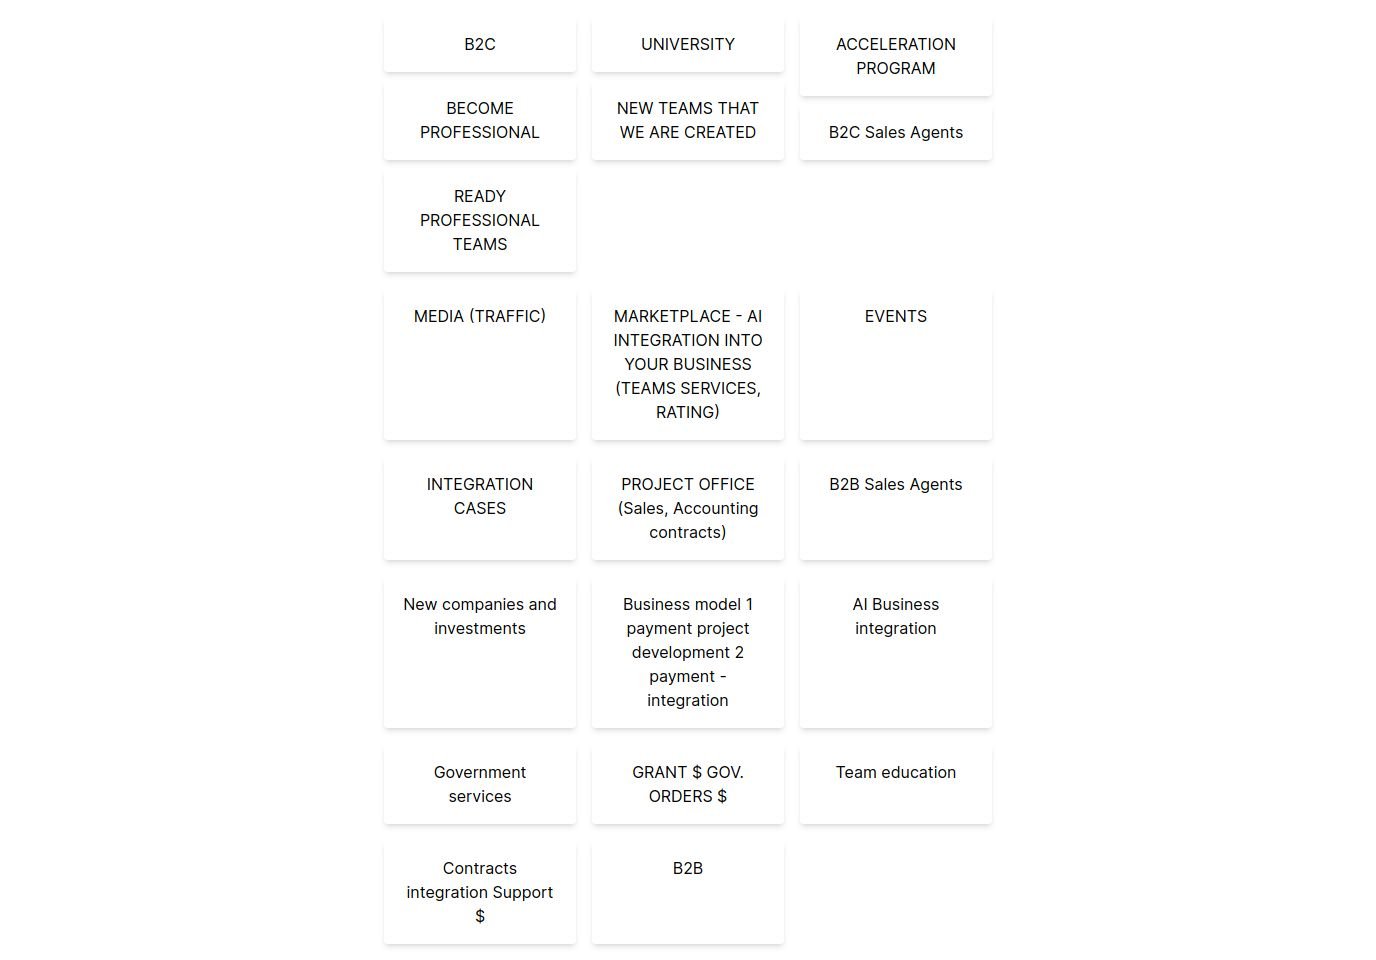 B2C
UNIVERSITY
ACCELERATION
PROGRAM
BECOME
PROFESSIONAL
NEW TEAMS THAT
WE ARE CREATED
B2C Sales Agents
READY
PROFESSIONAL
TEAMS
MEDIA (TRAFFIC)
MARKETPLACE - AI
INTEGRATION INTO
YOUR BUSINESS
(TEAMS SERVICES,
RATING)
EVENTS
INTEGRATION
CASES
PROJECT OFFICE
(Sales, Accounting
contracts)
B2B Sales Agents
New companies and
investments
Business model 1
payment project
development 2
payment -
integration
AI Business
integration
Government
services
GRANT $ GOV.
ORDERS $
Team education
Contracts
integration Support
$
B2B